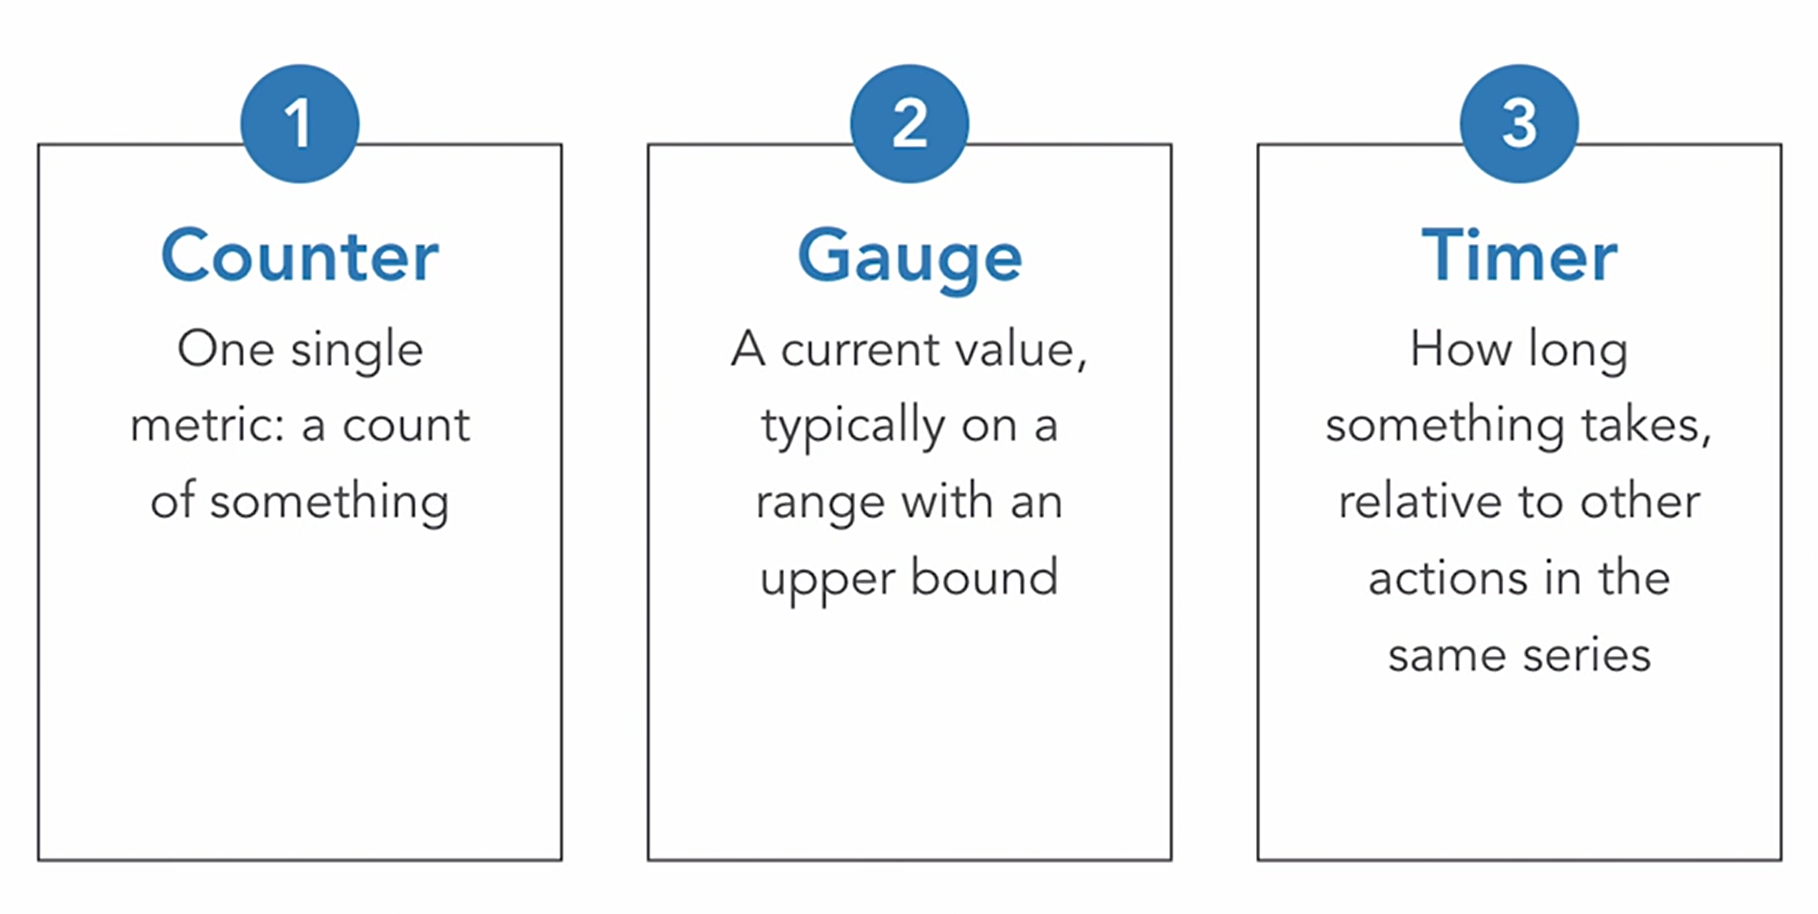 1
Counter
One single
metric: a count
of something
2
Gauge
A current value,
typically on a
range with an
upper bound
3
Timer
How long
something takes,
relative to other
actions in the
same series